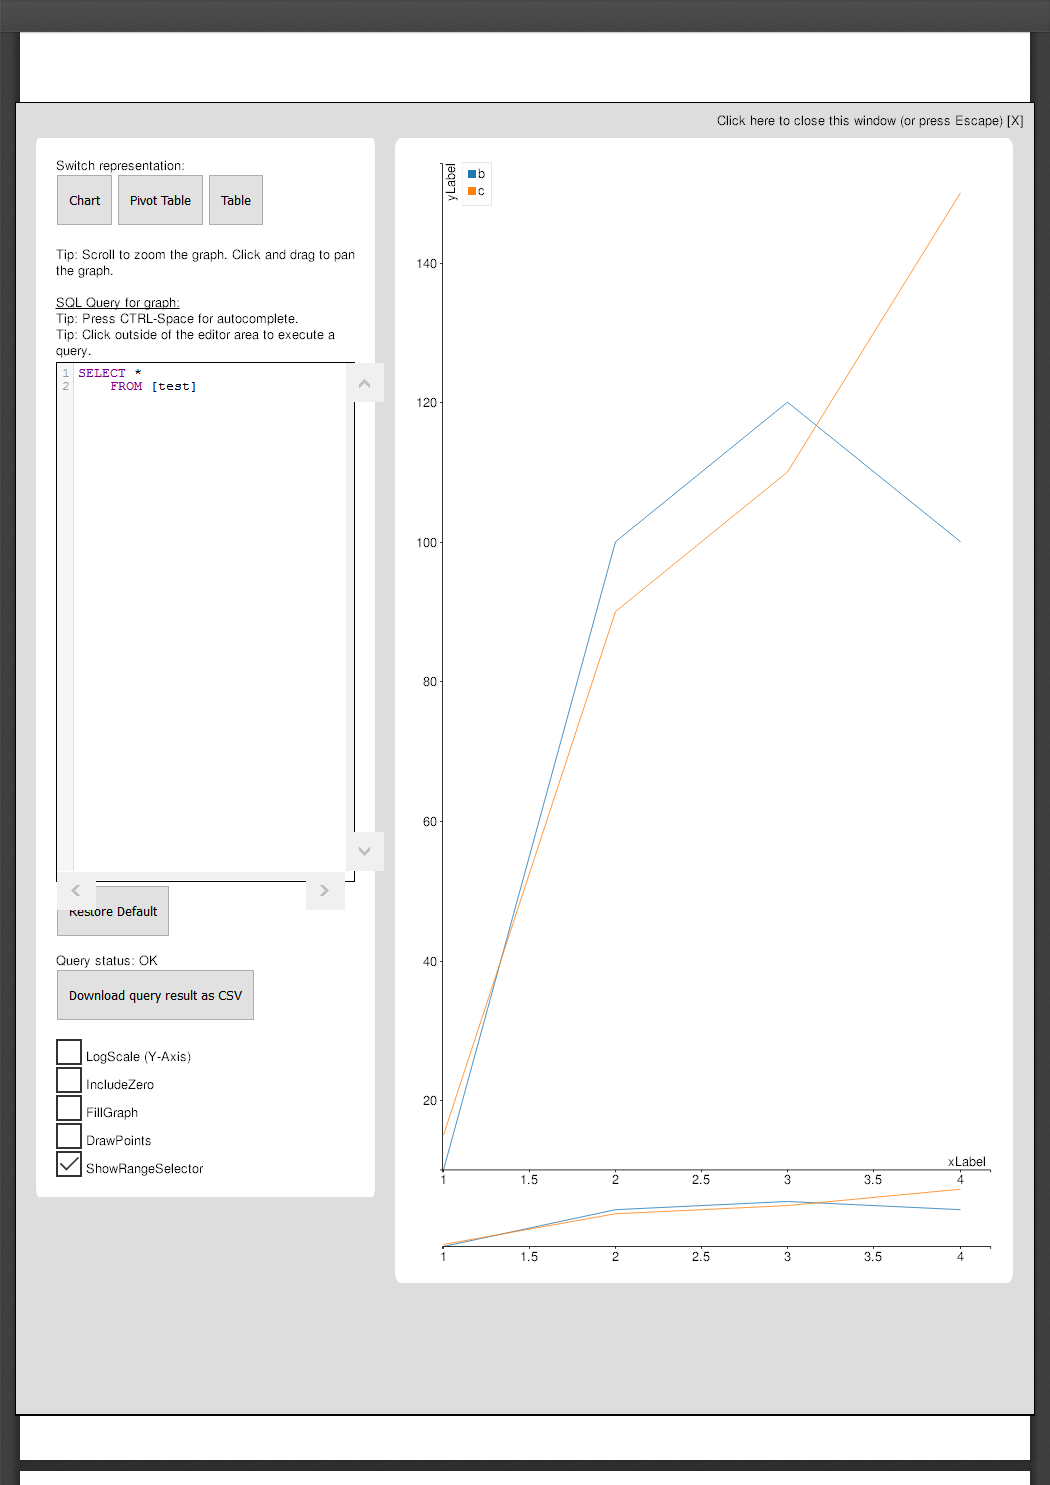 Click here to close this window (or press Escape) [X]
Switch representation:
Chart
Pivot Table
Table
Tip: Scroll to zoom the graph. Click and drag to pan
the graph.
SQL Query for graph:
Tip: Press CTRL-Space for autocomplete.
Tip: Click outside of the editor area to execute a
query.
1 SELECT *
2 FROM [test]
Restore Default
Query status: OK
Download query result as CSV
LogScale (Y-Axis)
IncludeZero
FillGraph
DrawPoints
ShowRangeSelector
yLabel
b
c
140
120
100
80
60
40
20
xLabel
1 1.5 2 2.5 3 3.5 4
1 1.5 2 2.5 3 3.5 4